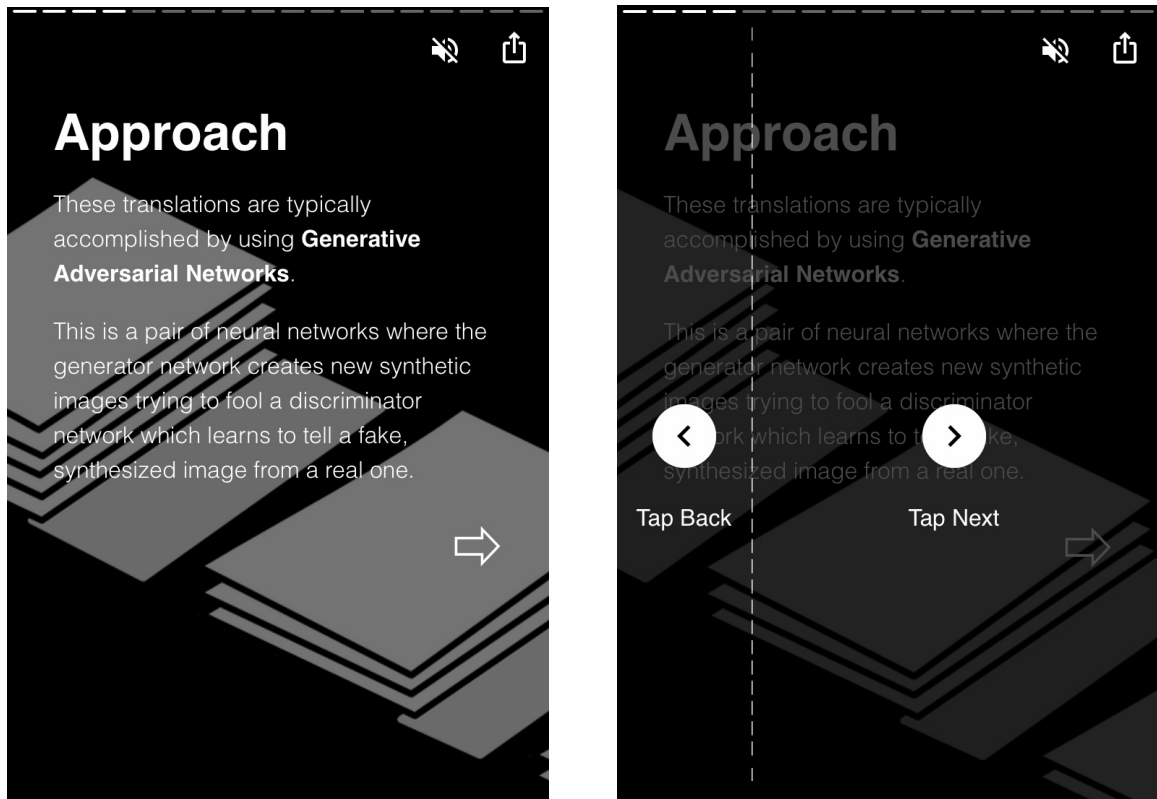 Approach
These translations are typically
accomplished by using Generative
Adversarial Networks.
This is a pair of neural networks where the
generator network creates new synthetic
images trying to fool a discriminator
network which learns to tell a fake,
synthesized image from a real one.
Approach
These translations are typically
accomplished by using Generative
Adversarial Networks.
This is a pair of neural networks where the
generator network creates new synthetic
images trying to fool a discriminator
which learns to
synthesized image from a real one.
Tap Back
Tap Next